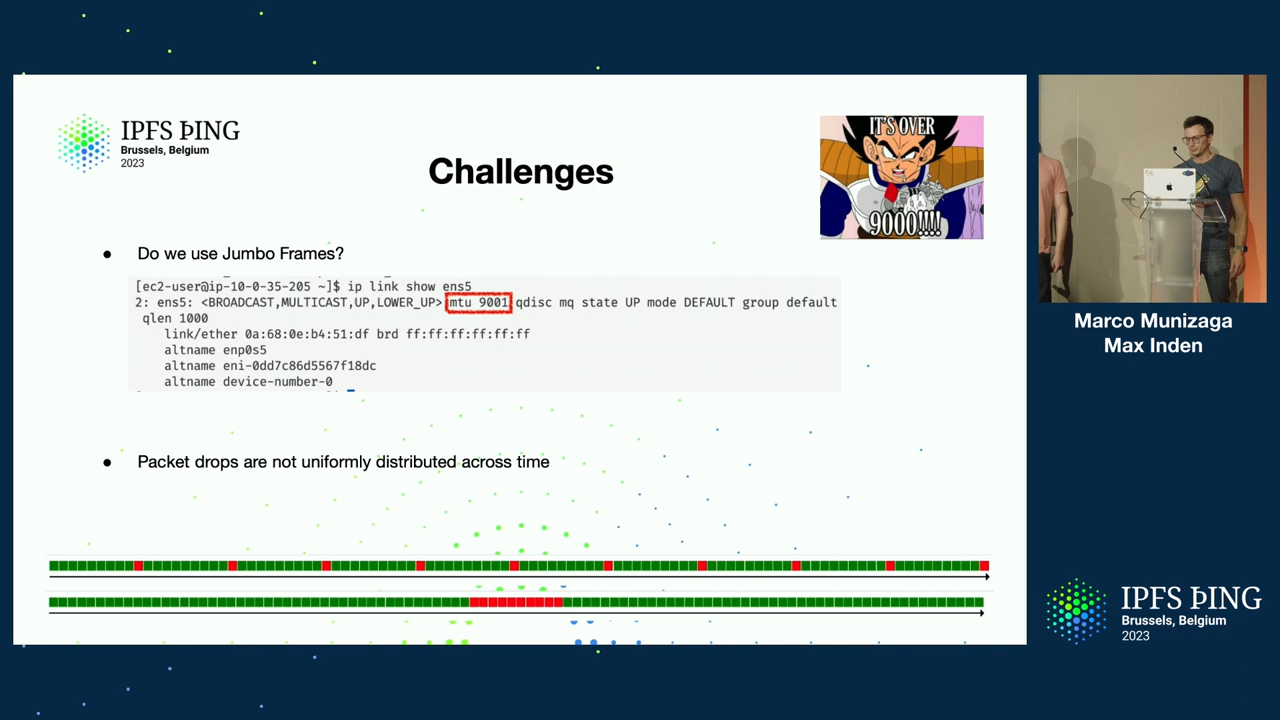 IPFS ÞING
Brussels, Belgium
2023
Challenges
IT'S OVER
9000!!!!
● Do we use Jumbo Frames?
[ec2-user@ip-10-0-35-205 ~]$ ip link show ens5
2: ens5: <BROADCAST,MULTICAST,UP,LOWER_UP> mtu 9001 qdisc mq state UP mode DEFAULT group default
qlen 1000
link/ether 0a:68:0e:b4:51:df brd ff:ff:ff:ff:ff:ff
altname enp0s5
altname eni-0dd7c86d5567f18dc
altname device-number-0
● Packet drops are not uniformly distributed across time
Marco Munizaga
Max Inden
IPFS ÞING
Brussels, Belgium
2023